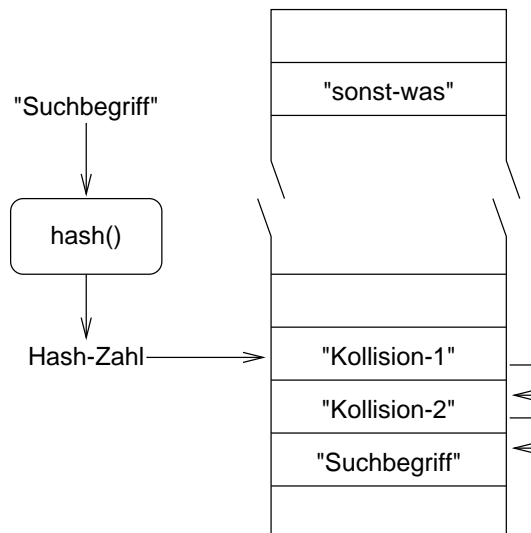 "sonst-was"
"Suchbegriff"
hash()
Hash-Zahl
"Kollision-1"
"Kollision-2"
"Suchbegriff"